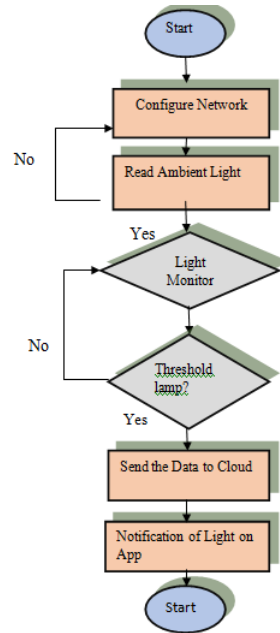 Start
Configure Network
No
Read Ambient Light
Yes
Light
Monitor
No
Threshold
lamp?
Yes
Send the Data to Cloud
Notification of Light on
App
Start